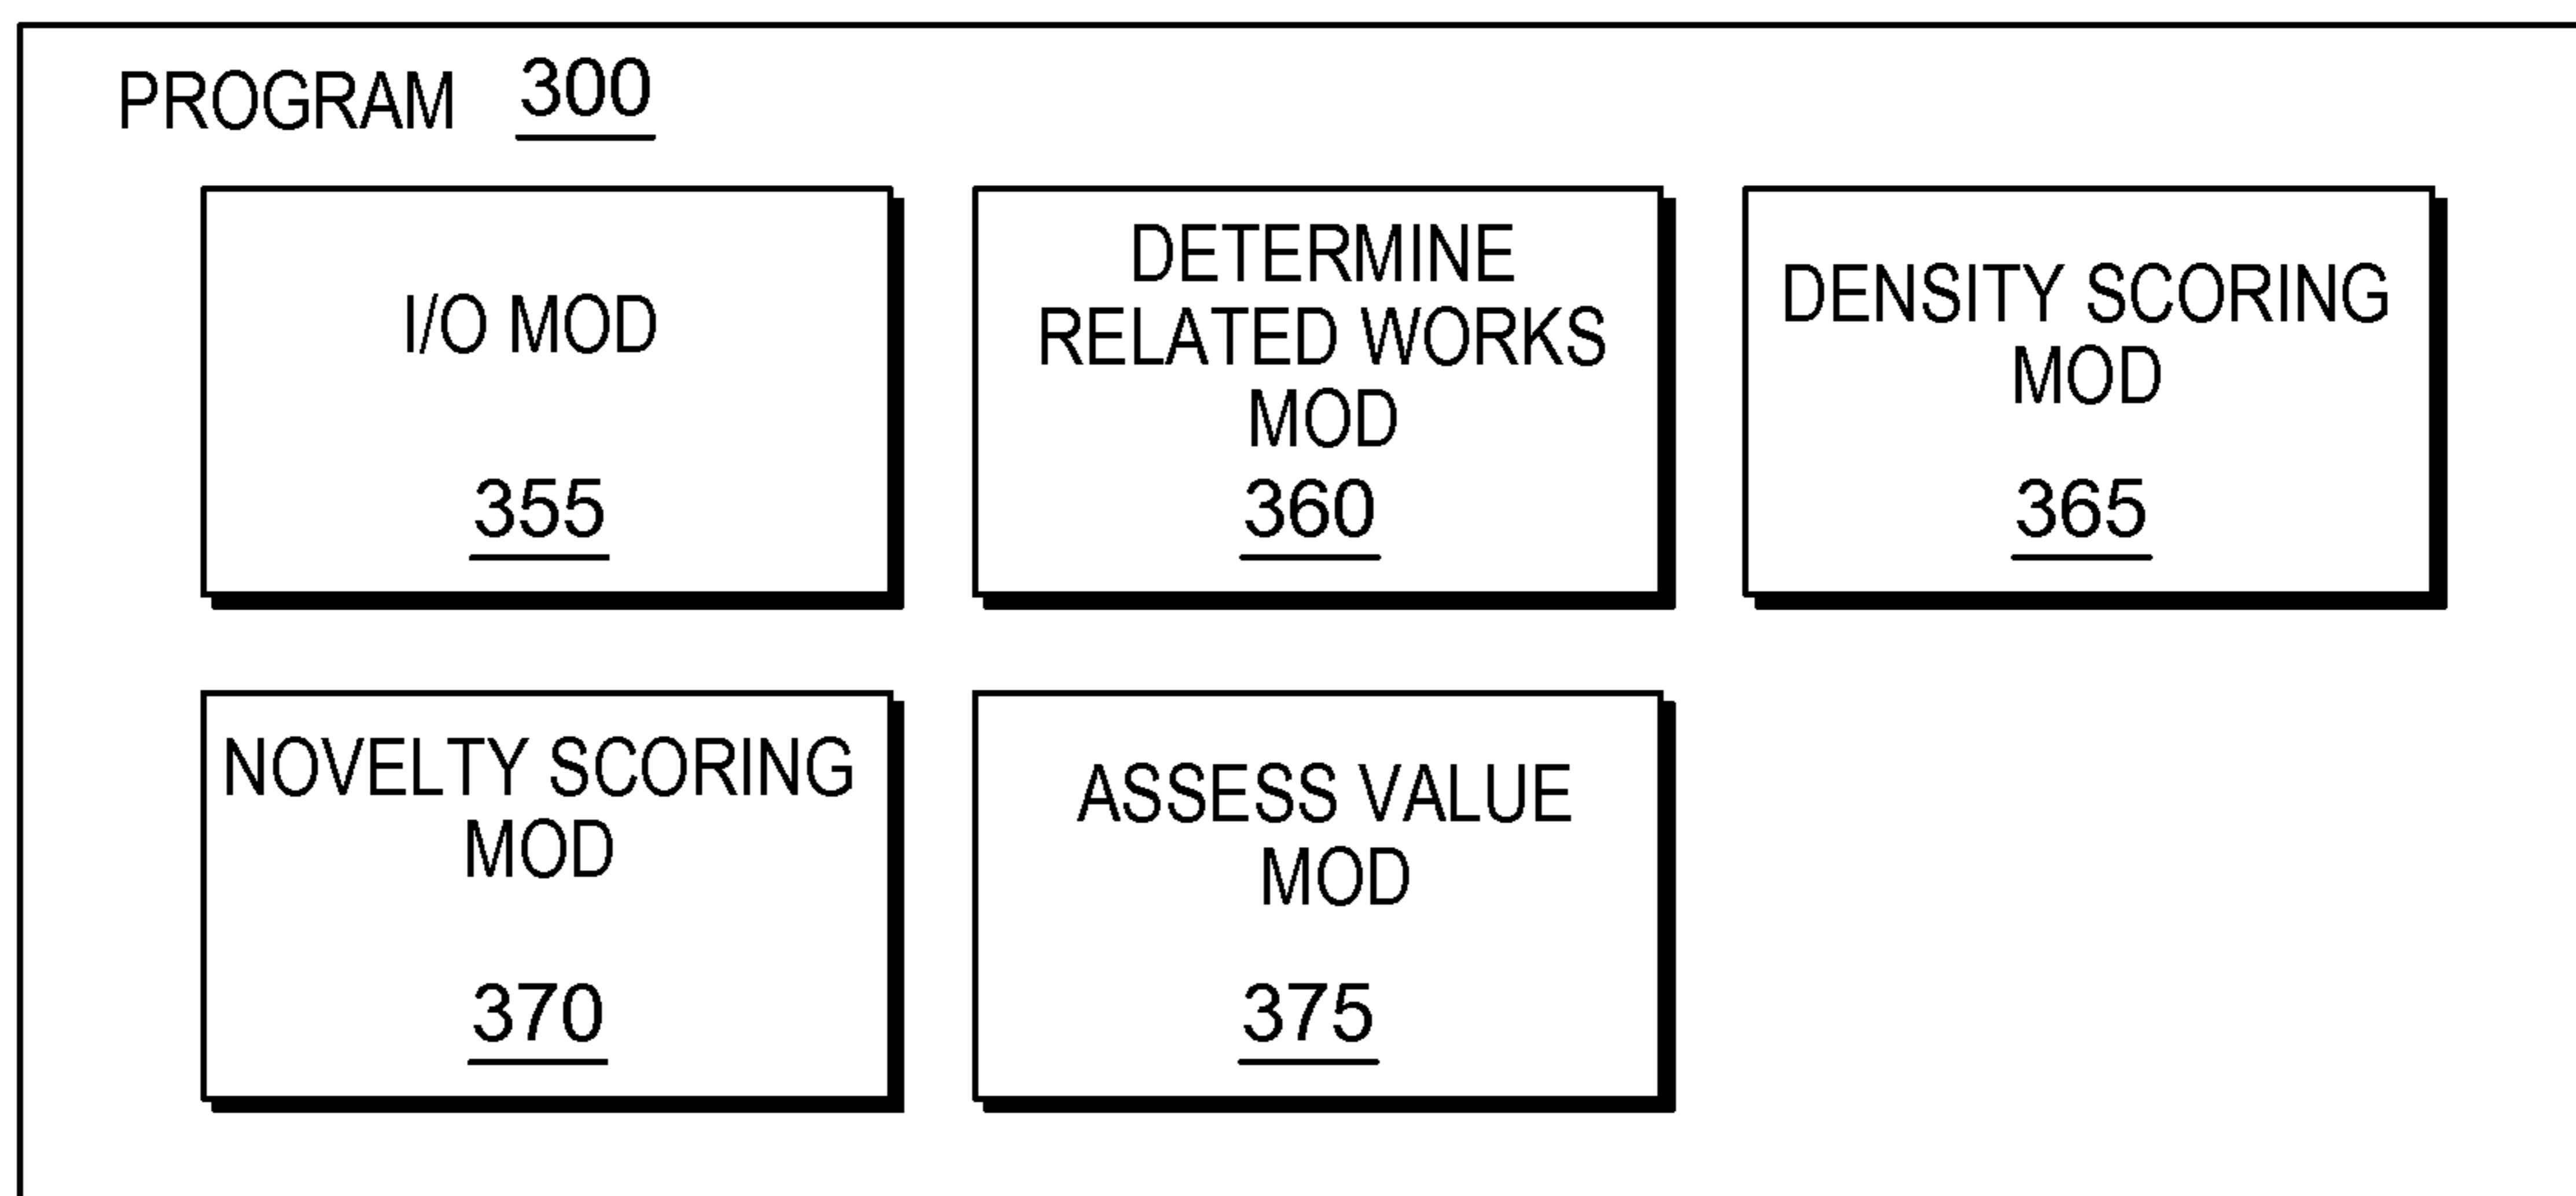 PROGRAM 300
I/O MOD
355
DETERMINE
RELATED WORKS
MOD
360
DENSITY SCORING
MOD
365
NOVELTY SCORING
MOD
370
ASSESS VALUE
MOD
375